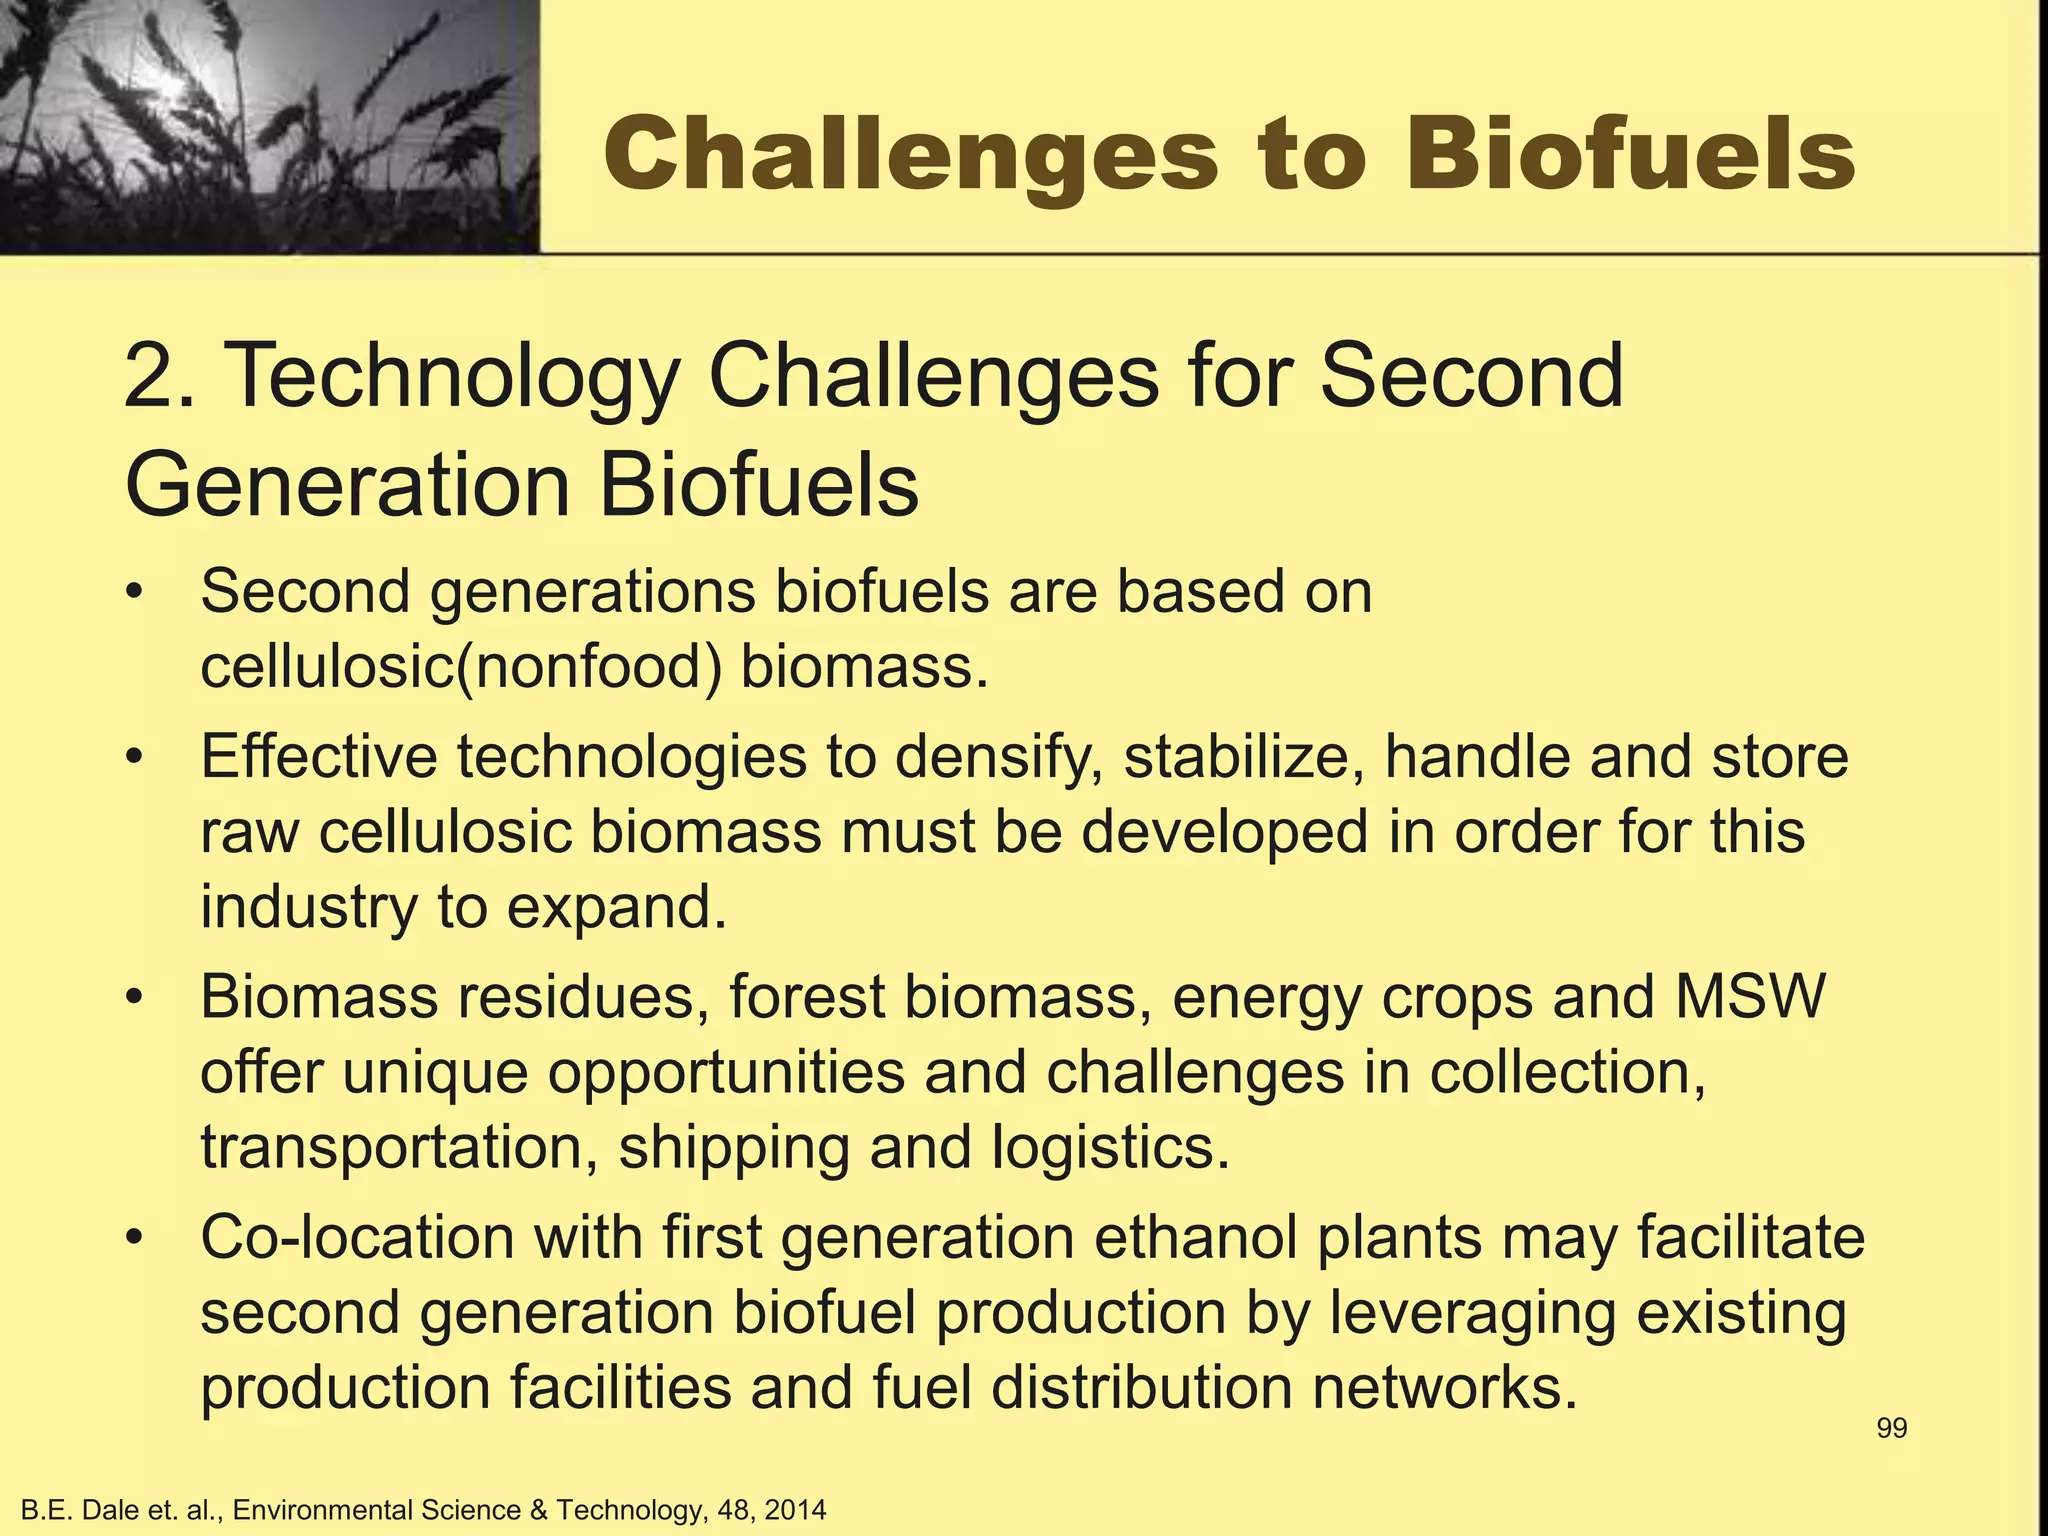 Challenges to Biofuels
2. Technology Challenges for Second
Generation Biofuels
• Second generations biofuels are based on
cellulosic(nonfood) biomass.
• Effective technologies to densify, stabilize, handle and store
raw cellulosic biomass must be developed in order for this
industry to expand.
• Biomass residues, forest biomass, energy crops and MSW
offer unique opportunities and challenges in collection,
transportation, shipping and logistics.
• Co-location with first generation ethanol plants may facilitate
second generation biofuel production by leveraging existing
production facilities and fuel distribution networks.
99
B.E. Dale et. al., Environmental Science & Technology, 48, 2014